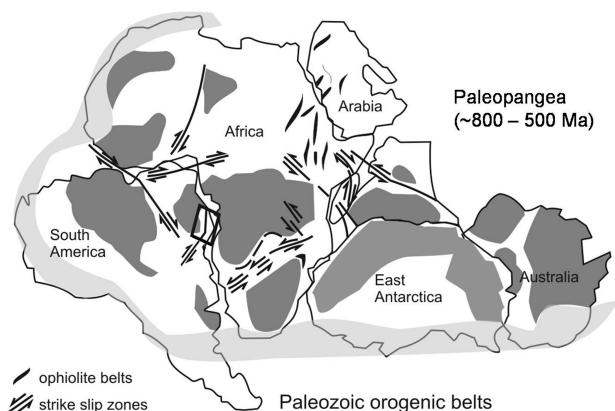 Paleopangea
(~800 – 500 Ma)
Arabia
Africa
South
America
East
Antarctica
Australia
ophiolite belts
strike slip zones
Paleozoic orogenic belts